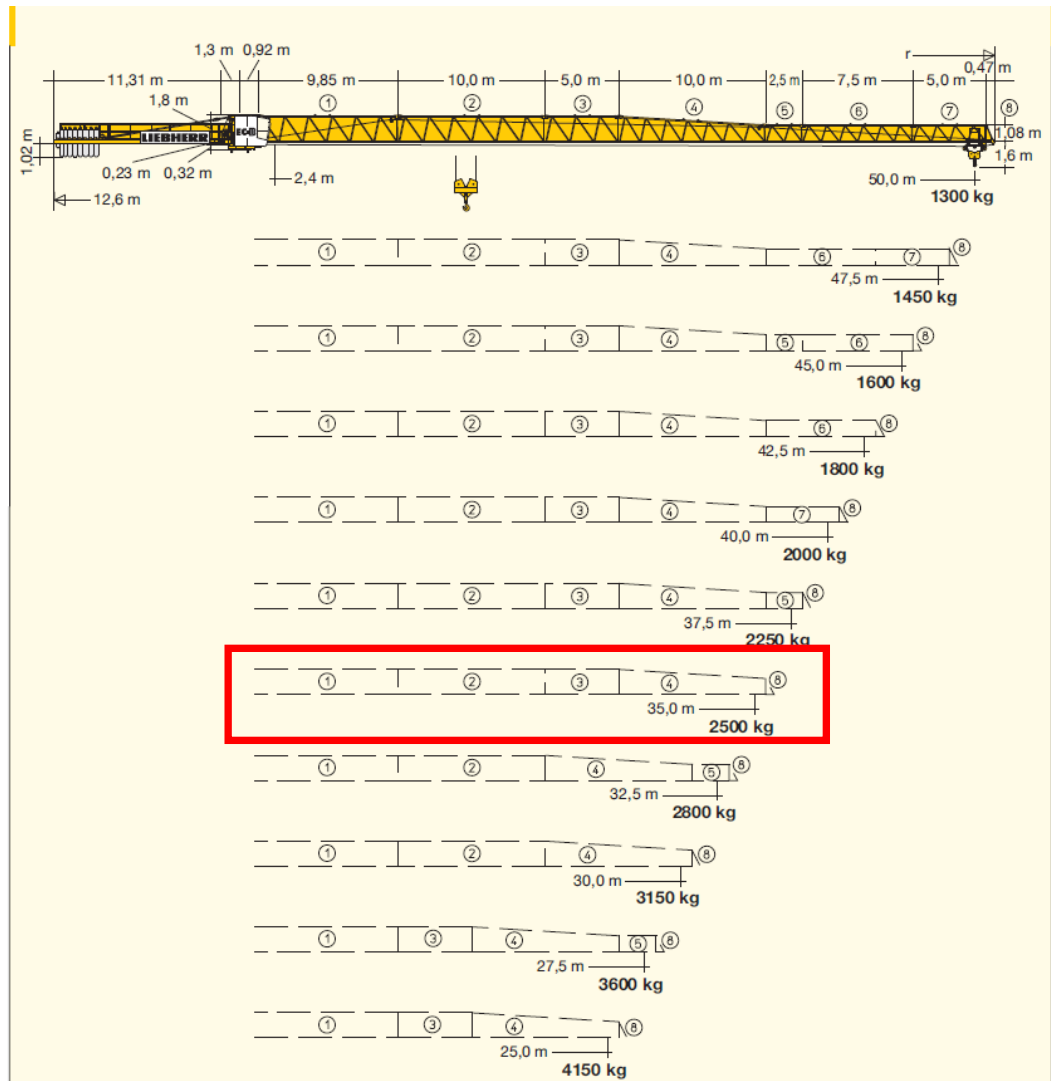 1,3 m 0,92 m
r
0,47 m
11,31 m 9,85 m 10,0 m 5,0 m 10,0 m 2,5 m 7,5 m 5,0 m
1,8 m ① ② ③ ④ ⑤ ⑥ ⑦ ⑧
LIEBHERR EC-B
1,08 m
1,02 m
1,6 m
0,23 m 0,32 m 2,4 m 50,0 m
12,6 m 1300 kg
① ② ③ ④ ⑥ ⑦ ⑧
47,5 m
1450 kg
① ② ③ ④ ⑤ ⑥ ⑧
45,0 m
1600 kg
① ② ③ ④ ⑥ ⑧
42,5 m
1800 kg
① ② ③ ④ ⑦ ⑧
40,0 m
2000 kg
① ② ③ ④ ⑤ ⑧
37,5 m
2250 kg
① ② ③ ④ ⑧
35,0 m
2500 kg
① ② ④ ⑤ ⑧
32,5 m
2800 kg
① ② ④ ⑧
30,0 m
3150 kg
① ③ ④ ⑤ ⑧
27,5 m
3600 kg
① ③ ④ ⑧
25,0 m
4150 kg